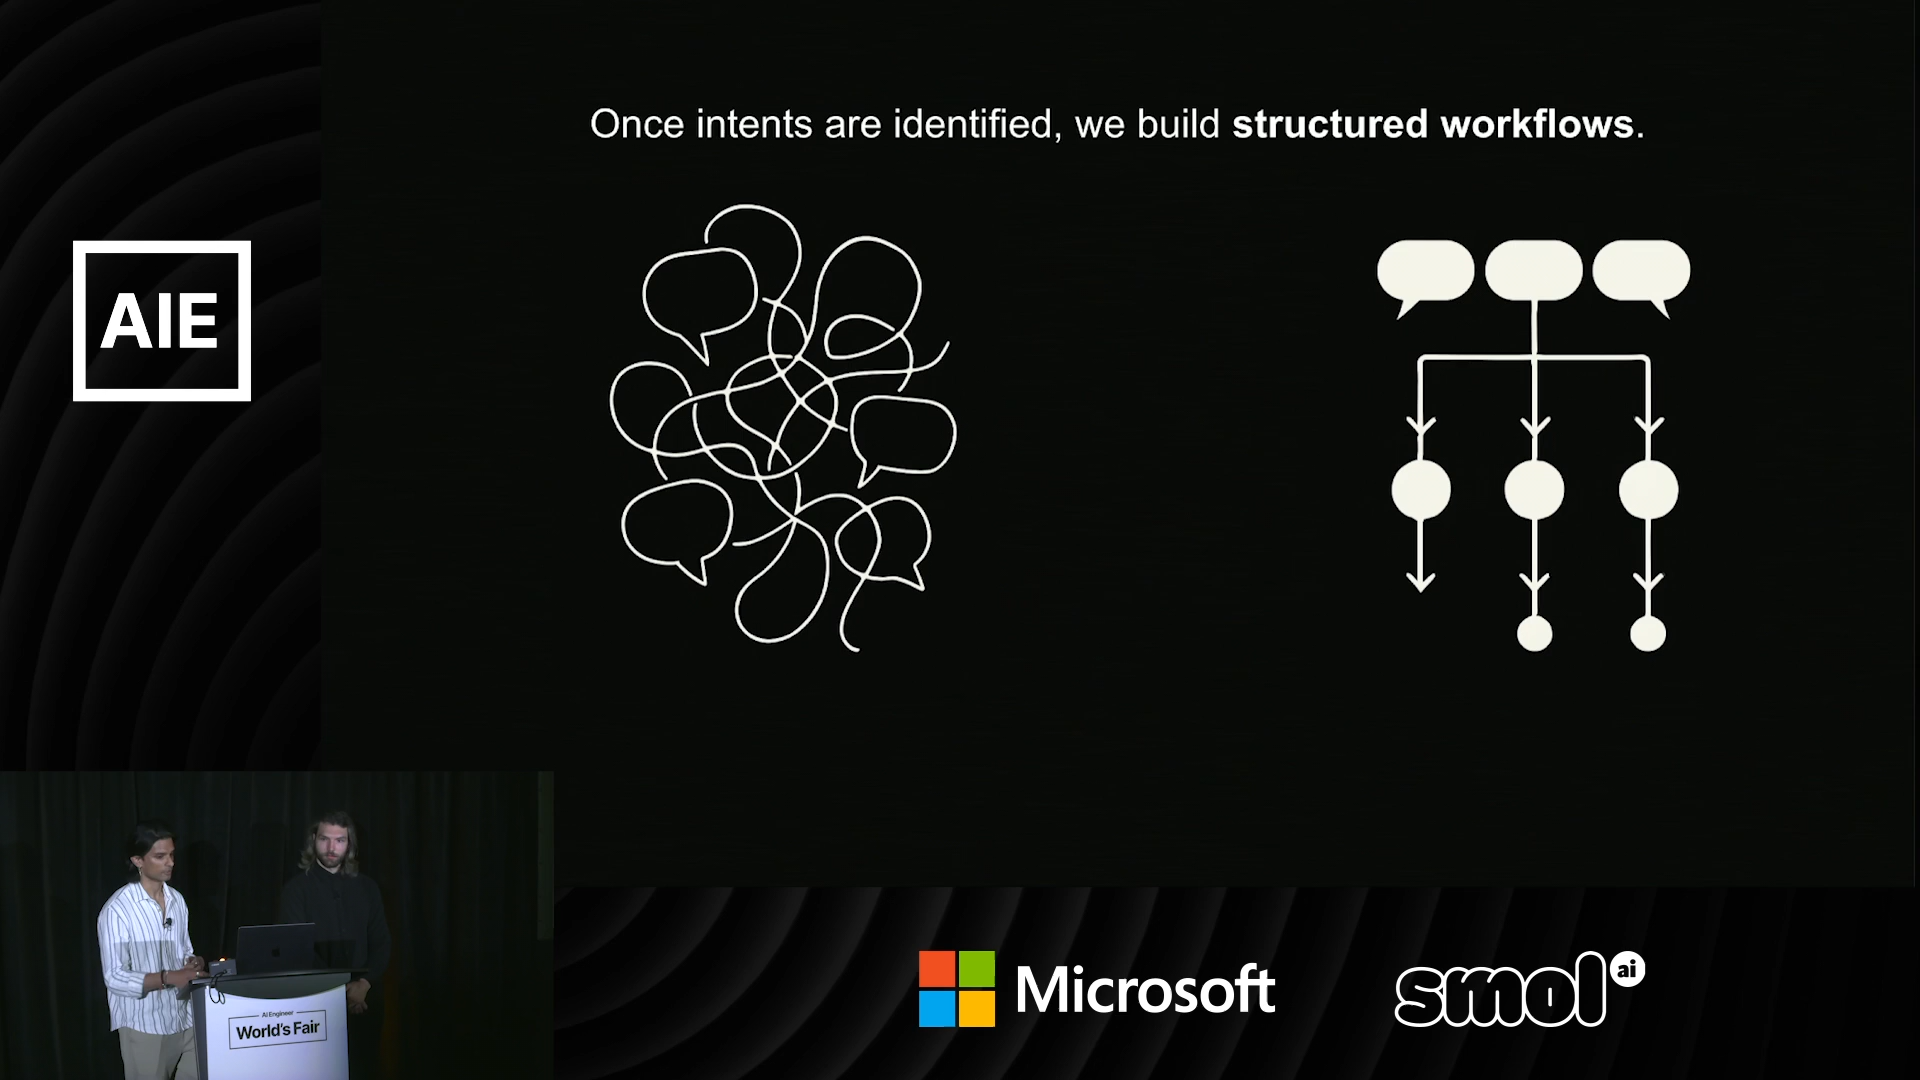 Once intents are identified, we build structured workflows.
AIE
AI Engineer
World's Fair
Microsoft
smol ai